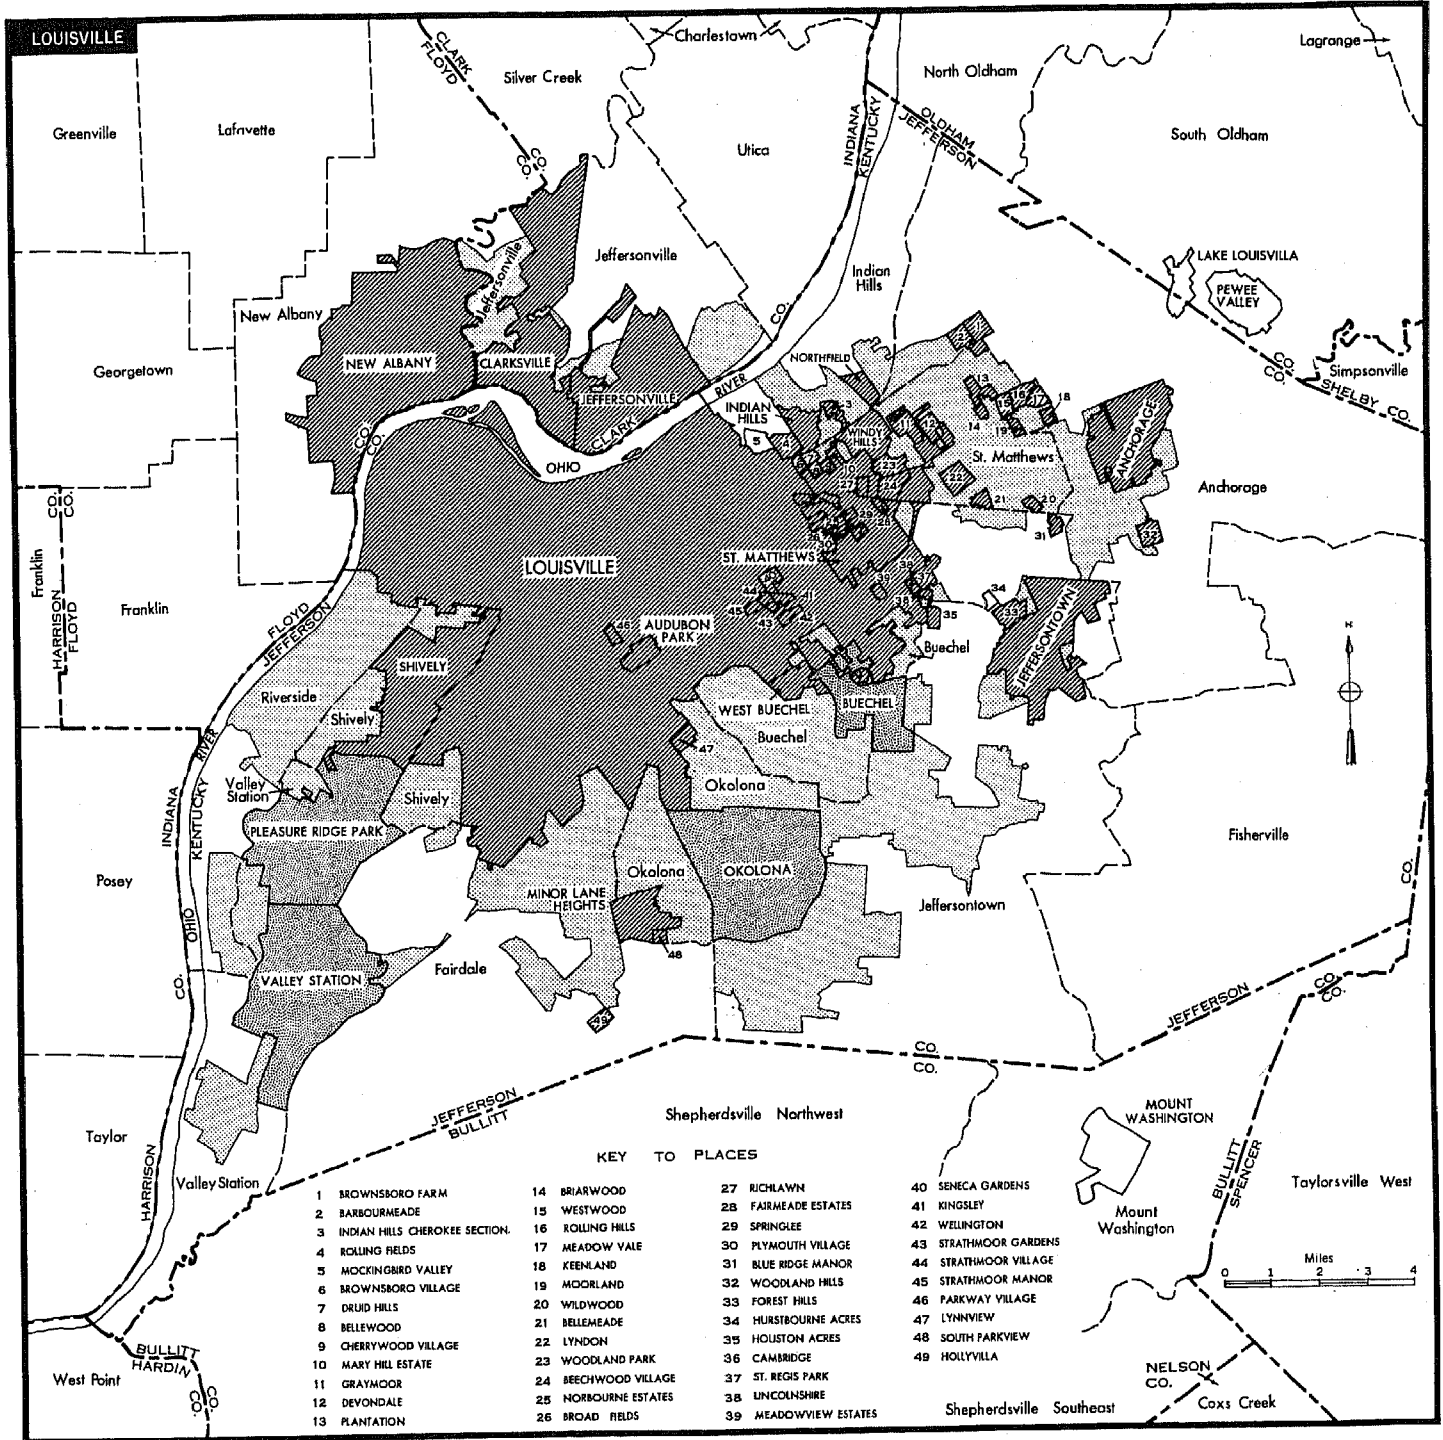 LOUISVILLE
CLARK
FLOYD
Charlestown
Lagrange
Silver Creek
North Oldham
Greenville
Lafayette
Utica
INDIANA
KENTUCKY
OLDHAM
JEFFERSON
South Oldham
CO.
CO.
Jeffersonville
Jeffersonville
Indian
Hills
LAKE LOUISVILLA
PEWEE
VALLEY
New Albany
CO.
NEW ALBANY
CLARKSVILLE
JEFFERSONVILLE
NORTHFIELD
RIVER
Georgetown
CO.
CO.
Simpsonville
SHELBY CO.
INDIAN
HILLS
WINDY
HILLS
CLARK
OHIO
CO.
CO.
St. Matthews
ANCHORAGE
Anchorage
CO.
CO.
Franklin
HARRISON
FLOYD
Franklin
LOUISVILLE
ST. MATTHEWS
FLOYD
JEFFERSON
AUDUBON
PARK
SHIVELY
Buechel
JEFFERSONTOWN
N
Riverside
Shively
WEST BUECHEL
Buechel
BUECHEL
RIVER
Valley
Station
Shively
Okolona
INDIANA
KENTUCKY
PLEASURE RIDGE PARK
Fisherville
Posey
Okolona
OKOLONA
MINOR LANE
HEIGHTS
Jeffersontown
CO.
OHIO
CO.
VALLEY STATION
Fairdale
JEFFERSON
CO.
CO.
CO.
CO.
JEFFERSON
BULLITT
Shepherdsville Northwest
MOUNT
WASHINGTON
Taylor
HARRISON
Valley Station
BULLITT
SPENCER
Taylorsville West
Mount
Washington
Miles
0 1 2 3 4
BULLITT
HARDIN
CO.
CO.
West Point
NELSON
CO.
Coxs Creek
Shepherdsville Southeast
KEY TO PLACES
1 BROWNSBORO FARM
2 BARBOURMEADE
3 INDIAN HILLS CHEROKEE SECTION.
4 ROLLING FIELDS
5 MOCKINGBIRD VALLEY
6 BROWNSBORO VILLAGE
7 DRUID HILLS
8 BELLEWOOD
9 CHERRYWOOD VILLAGE
10 MARY HILL ESTATE
11 GRAYMOOR
12 DEVONDALE
13 PLANTATION
14 BRIARWOOD
15 WESTWOOD
16 ROLLING HILLS
17 MEADOW VALE
18 KEENLAND
19 MOORLAND
20 WILDWOOD
21 BELLEMEADE
22 LYNDON
23 WOODLAND PARK
24 BEECHWOOD VILLAGE
25 NORBOURNE ESTATES
26 BROAD FIELDS
27 RICHLAWN
28 FAIRMEADE ESTATES
29 SPRINGLEE
30 PLYMOUTH VILLAGE
31 BLUE RIDGE MANOR
32 WOODLAND HILLS
33 FOREST HILLS
34 HURSTBOURNE ACRES
35 HOUSTON ACRES
36 CAMBRIDGE
37 ST. REGIS PARK
38 LINCOLNSHIRE
39 MEADOWVIEW ESTATES
40 SENECA GARDENS
41 KINGSLEY
42 WELLINGTON
43 STRATHMOOR GARDENS
44 STRATHMOOR VILLAGE
45 STRATHMOOR MANOR
46 PARKWAY VILLAGE
47 LYNNVIEW
48 SOUTH PARKVIEW
49 HOLLYVILLA